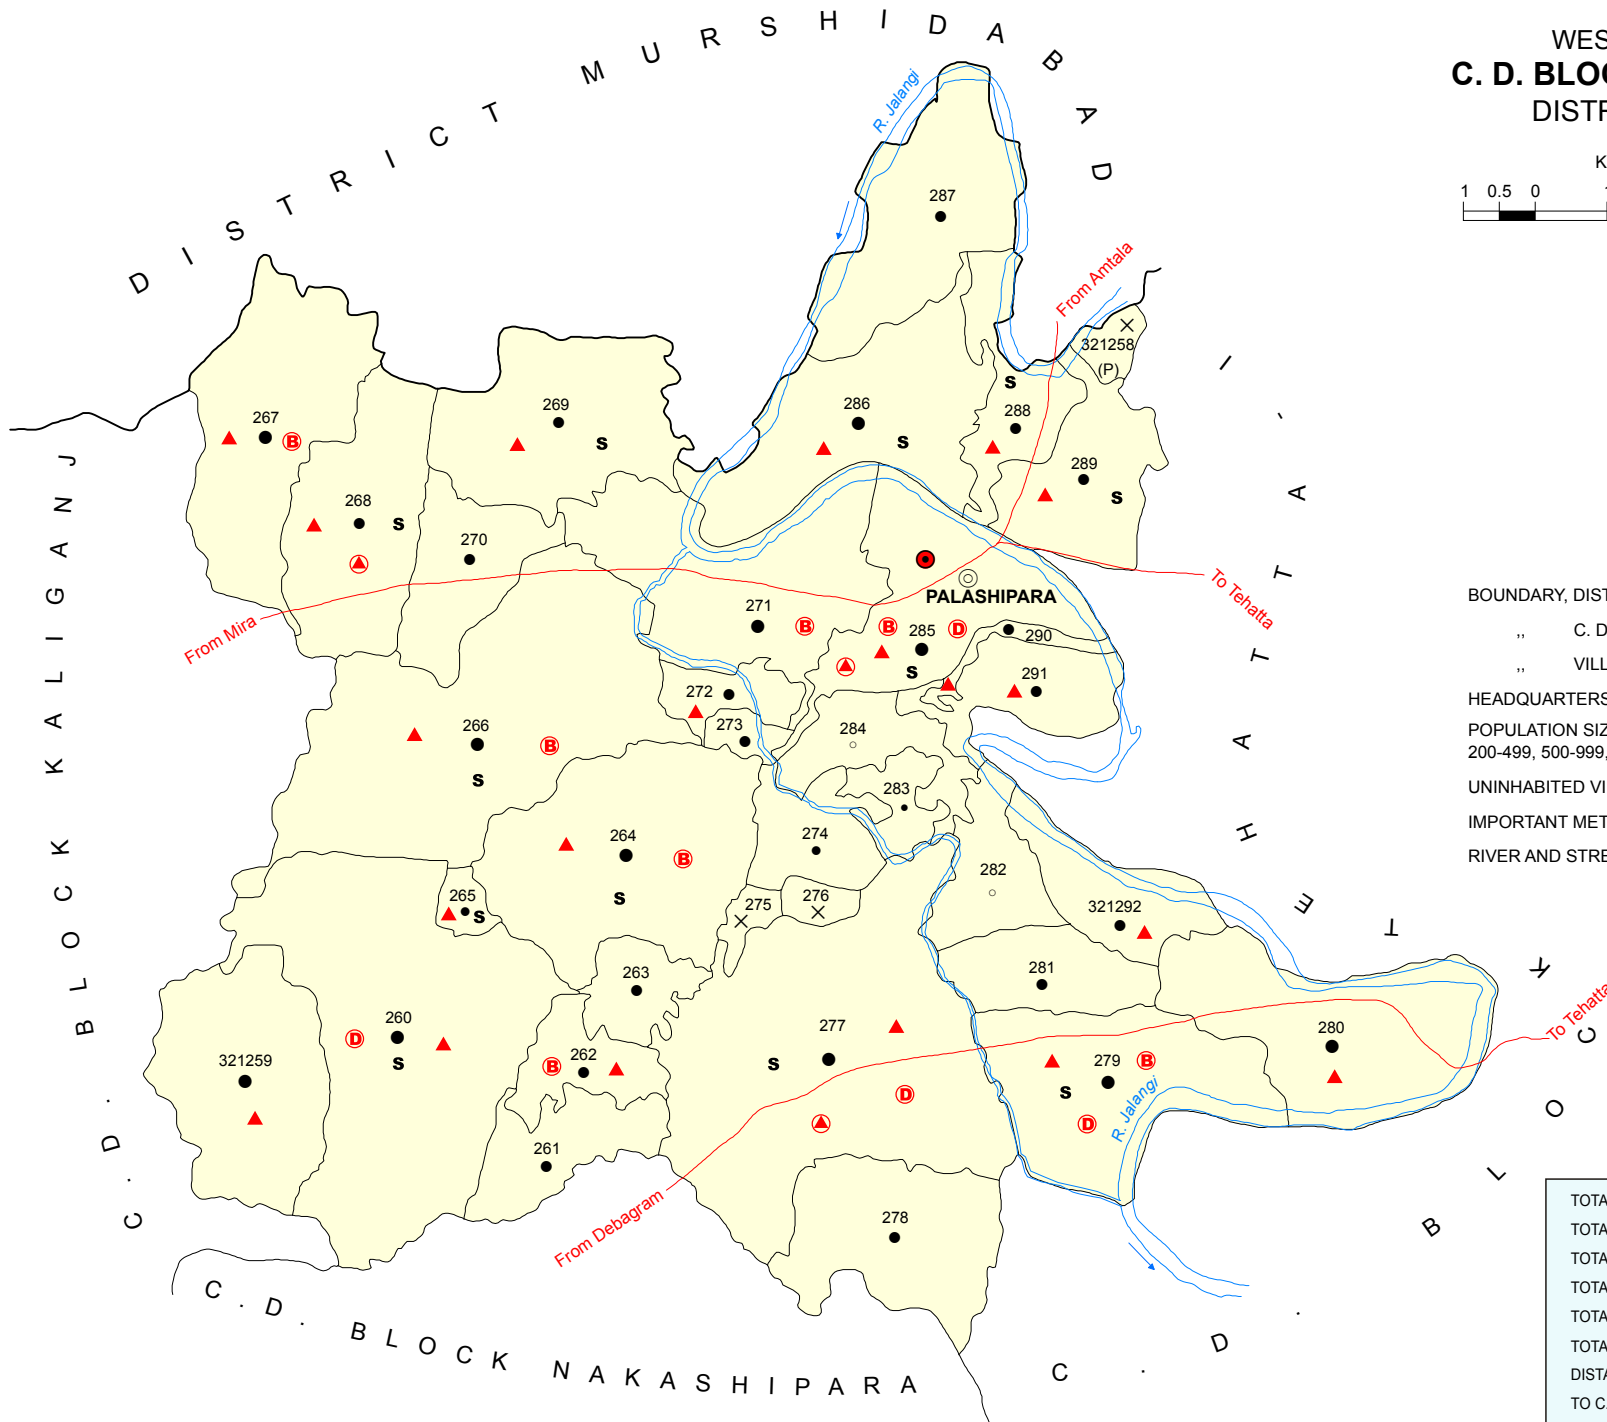 WES
C. D. BLOC
DISTR
K
1 0.5 0 1
DISTRICT MURSHIDABAD
R. Jalangi
287
From Amtala
321258
(P)
C. D. BLOCK TEHATTA - I
267
B
269
S
286
S
S
288
289
S
268
S
270
To Tehatta
PALASHIPARA
From Mira
271
B
B
D
285
S
290
291
272
273
284
266
B
S
283
264
B
S
274
282
265
S
275
276
321292
C. D. BLOCK KALIGANJ
263
281
260
D
S
321259
B
262
277
S
D
279
B
S
D
280
To Tehatta
R. Jalangi
261
278
From Debagram
C. D. BLOCK NAKASHIPARA
BOUNDARY, DIST
,, C. D
,, VILL
HEADQUARTERS
POPULATION SIZ
200-499, 500-999,
UNINHABITED VI
IMPORTANT MET
RIVER AND STRE
TOTA
TOTA
TOTA
TOTA
TOTA
TOTA
DISTA
TO C.